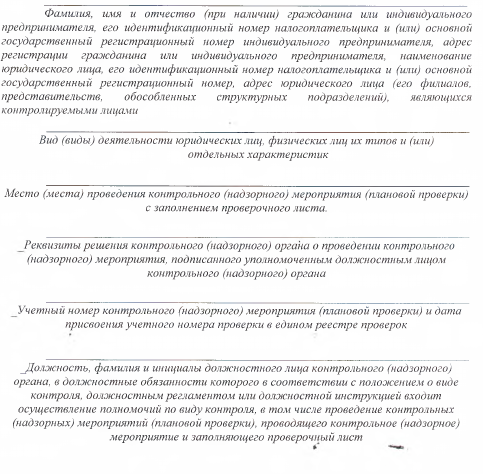 Фамилия, имя и отчество (при наличии) гражданина или индивидуального
предпринимателя, его идентификационный номер налогоплательщика и (или) основной
государственный регистрационный номер индивидуального предпринимателя, адрес
регистрации гражданина или индивидуального предпринимателя, наименование
юридического лица, его идентификационный номер налогоплательщика и (или) основной
государственный регистрационный номер, адрес юридического лица (его филиалов,
представительств, обособленных структурных подразделений), являющихся
контролируемыми лицами
Вид (виды) деятельности юридических лиц, физических лиц их типов и (или)
отдельных характеристик
Место (места) проведения контрольного (надзорного) мероприятия (плановой проверки)
с заполнением проверочного листа.
_Реквизиты решения контрольного (надзорного) органа о проведении контрольного
(надзорного) мероприятия, подписанного уполномоченным должностным лицом
контрольного (надзорного) органа
_Учетный номер контрольного (надзорного) мероприятия (плановой проверки) и дата
присвоения учетного номера проверки в едином реестре проверок
_Должность, фамилия и инициалы должностного лица контрольного (надзорного)
органа, в должностные обязанности которого в соответствии с положением о виде
контроля, должностным регламентом или должностной инструкцией входит
осуществление полномочий по виду контроля, в том числе проведение контрольных
(надзорных) мероприятий (плановой проверки), проводящего контрольное (надзорное)
мероприятие и заполняющего проверочный лист